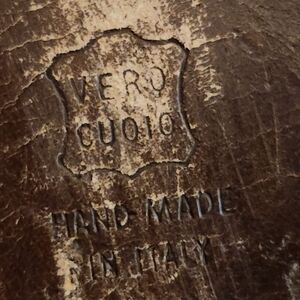 VERO
CUOIO
HAND MADE
IN ITALY